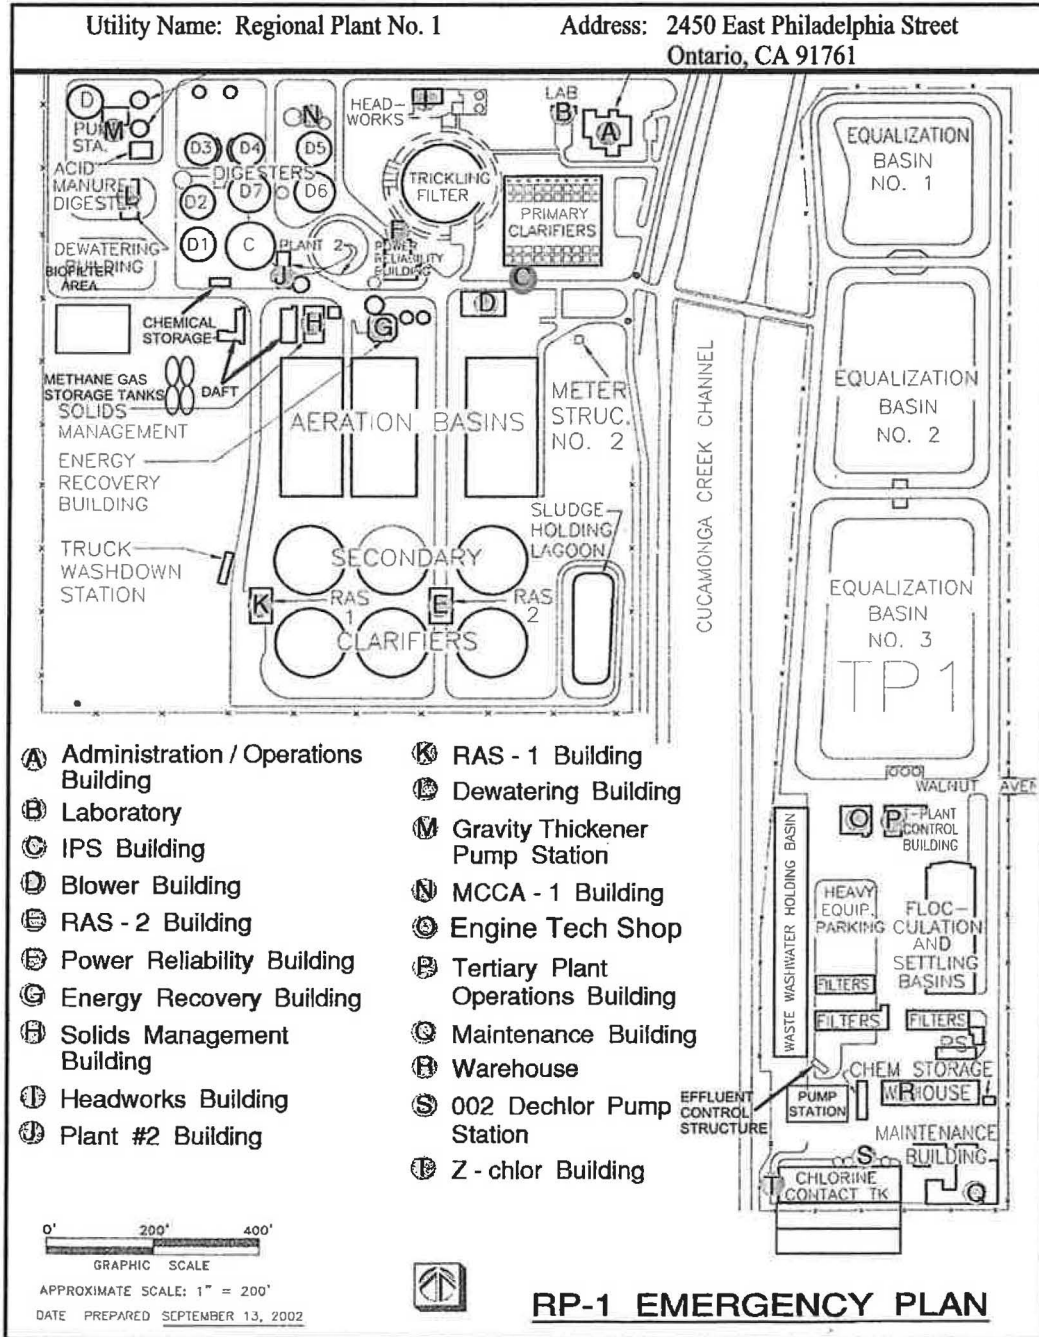 Utility Name: Regional Plant No. 1
Address: 2450 East Philadelphia Street
Ontario, CA 91761
D
PUMP
STA.
M
ACID
MANURE
DIGESTER
L
DEWATERING
BUILDING
BIOFILTER
AREA
D3
D4
DIGESTERS
D7
D2
D1
C
N
D5
D6
PLANT 2
J
HEAD-
WORKS
I
TRICKLING
FILTER
F
POWER
RELIABILITY
BUILDING
LAB
B
A
PRIMARY
CLARIFIERS
C
D
CHEMICAL
STORAGE
H
G
METHANE GAS
STORAGE TANKS
DAFT
SOLIDS
MANAGEMENT
ENERGY
RECOVERY
BUILDING
AERATION BASINS
METER
STRUC.
NO. 2
TRUCK
WASHDOWN
STATION
SLUDGE
HOLDING
LAGOON
SECONDARY
K
RAS
1
E
RAS
2
CLARIFIERS
CUCAMONGA CREEK CHANNEL
EQUALIZATION
BASIN
NO. 1
EQUALIZATION
BASIN
NO. 2
EQUALIZATION
BASIN
NO. 3
TP1
WALNUT AVEN
O
P
T-PLANT
CONTROL
BUILDING
WASTE WASHWATER HOLDING BASIN
HEAVY
EQUIP.
PARKING
FLOC-
CULATION
AND
SETTLING
BASINS
FILTERS
FILTERS
FILTERS
PS
CHEM STORAGE
EFFLUENT
CONTROL
STRUCTURE
PUMP
STATION
R
MAINTENANCE
BUILDING
S
T
CHLORINE
CONTACT TK
Q
A Administration / Operations
Building
B Laboratory
C IPS Building
D Blower Building
E RAS - 2 Building
F Power Reliability Building
G Energy Recovery Building
H Solids Management
Building
I Headworks Building
J Plant #2 Building
K RAS - 1 Building
L Dewatering Building
M Gravity Thickener
Pump Station
N MCCA - 1 Building
O Engine Tech Shop
P Tertiary Plant
Operations Building
Q Maintenance Building
R Warehouse
S 002 Dechlor Pump
Station
T Z - chlor Building
0' 200' 400'
GRAPHIC SCALE
APPROXIMATE SCALE: 1" = 200'
DATE PREPARED SEPTEMBER 13, 2002
RP-1 EMERGENCY PLAN